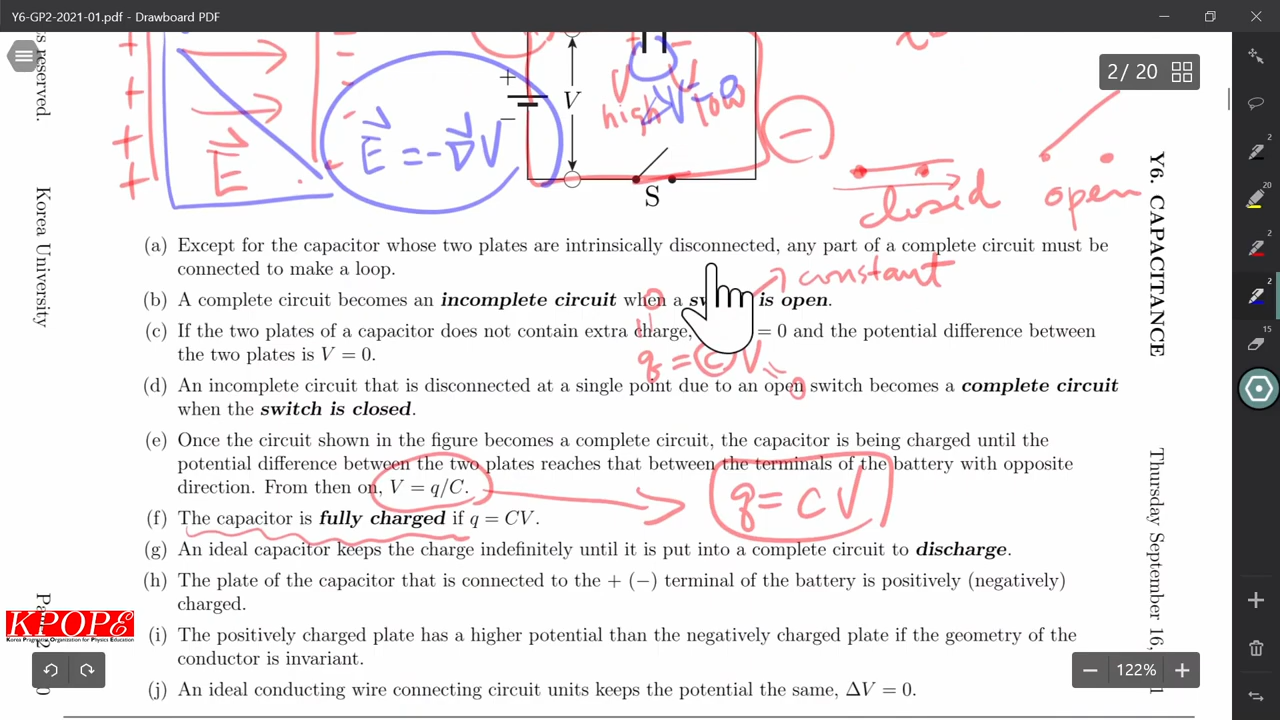 Y6-GP2-2021-01.pdf - Drawboard PDF
2 / 20
ts reserved.
Korea University
E
E = -∇V
V
V high
V low
ΔV = 0
S
closed
open
Y6. CAPACITANCE
Thursday September 16,
(a) Except for the capacitor whose two plates are intrinsically disconnected, any part of a complete circuit must be
connected to make a loop.
constant
(b) A complete circuit becomes an incomplete circuit when a is open.
(c) If the two plates of a capacitor does not contain extra charge, = 0 and the potential difference between
the two plates is V = 0.
0
q = CV = 0
(d) An incomplete circuit that is disconnected at a single point due to an open switch becomes a complete circuit
when the switch is closed.
(e) Once the circuit shown in the figure becomes a complete circuit, the capacitor is being charged until the
potential difference between the two plates reaches that between the terminals of the battery with opposite
direction. From then on, V = q/C.
q = CV
(f) The capacitor is fully charged if q = CV.
(g) An ideal capacitor keeps the charge indefinitely until it is put into a complete circuit to discharge.
(h) The plate of the capacitor that is connected to the + (−) terminal of the battery is positively (negatively)
charged.
(i) The positively charged plate has a higher potential than the negatively charged plate if the geometry of the
conductor is invariant.
(j) An ideal conducting wire connecting circuit units keeps the potential the same, ΔV = 0.
KPOPE
Korea Pragmatic Organization for Physics Education
122%
2
20
2
2
15